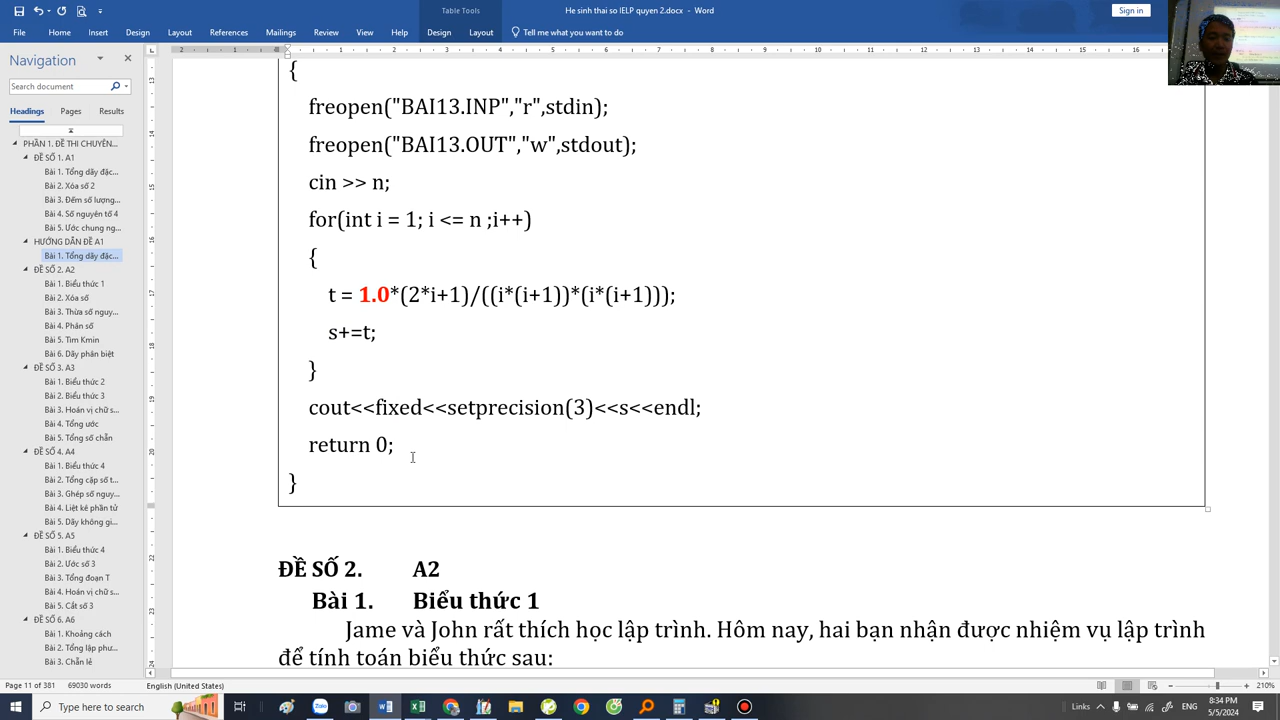 Table Tools
He sinh thai so IELP quyen 2.docx - Word
Sign in
File Home Insert Design Layout References Mailings Review View Help Design Layout Tell me what you want to do
Navigation
Search document
Headings Pages Results
PHẦN 1. ĐỀ THI CHUYÊN...
ĐỀ SỐ 1. A1
Bài 1. Tổng dãy đặc...
Bài 2. Xóa số 2
Bài 3. Đếm số lượng...
Bài 4. Số nguyên tố 4
Bài 5. Ước chung ng...
HƯỚNG DẪN ĐỀ A1
Bài 1. Tổng dãy đặc...
ĐỀ SỐ 2. A2
Bài 1. Biểu thức 1
Bài 2. Xóa số
Bài 3. Thừa số nguy...
Bài 4. Phân số
Bài 5. Tìm Kmin
Bài 6. Dãy phân biệt
ĐỀ SỐ 3. A3
Bài 1. Biểu thức 2
Bài 2. Biểu thức 3
Bài 3. Hoán vị chữ s...
Bài 4. Tổng ước
Bài 5. Tổng số chẵn
ĐỀ SỐ 4. A4
Bài 1. Biểu thức 4
Bài 2. Tổng cặp số t...
Bài 3. Ghép số nguy...
Bài 4. Liệt kê phần tử
Bài 5. Dãy không gi...
ĐỀ SỐ 5. A5
Bài 1. Biểu thức 4
Bài 2. Ước số 3
Bài 3. Tổng đoạn T
Bài 4. Hoán vị chữ s...
Bài 5. Cắt số 3
ĐỀ SỐ 6. A6
Bài 1. Khoảng cách
Bài 2. Tổng lập phư...
Bài 3. Chẵn lẻ
{
freopen("BAI13.INP","r",stdin);
freopen("BAI13.OUT","w",stdout);
cin >> n;
for(int i = 1; i <= n ;i++)
{
t = 1.0*(2*i+1)/((i*(i+1))*(i*(i+1)));
s+=t;
}
cout<<fixed<<setprecision(3)<<s<<endl;
return 0;
}
ĐỀ SỐ 2. A2
Bài 1. Biểu thức 1
Jame và John rất thích học lập trình. Hôm nay, hai bạn nhận được nhiệm vụ lập trình
để tính toán biểu thức sau:
Page 11 of 381 69030 words English (United States) 210%
Type here to search
8:34 PM
5/5/2024